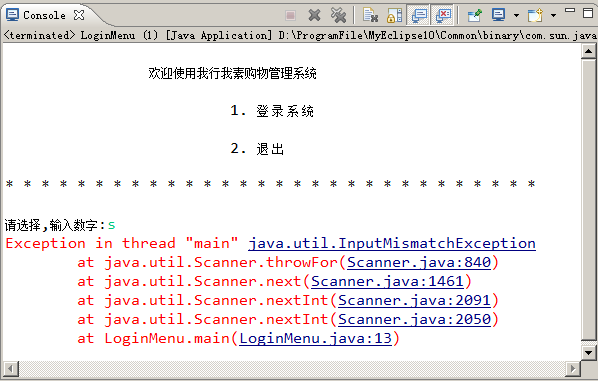 Console
<terminated> LoginMenu (1) [Java Application] D:\ProgramFile\MyEclipse10\Common\binary\com.sun.java
欢迎使用我行我素购物管理系统
1. 登录系统
2. 退出
* * * * * * * * * * * * * * * * * * * * * * * * * * * * * *
请选择,输入数字:s
Exception in thread "main" java.util.InputMismatchException
at java.util.Scanner.throwFor(Scanner.java:840)
at java.util.Scanner.next(Scanner.java:1461)
at java.util.Scanner.nextInt(Scanner.java:2091)
at java.util.Scanner.nextInt(Scanner.java:2050)
at LoginMenu.main(LoginMenu.java:13)